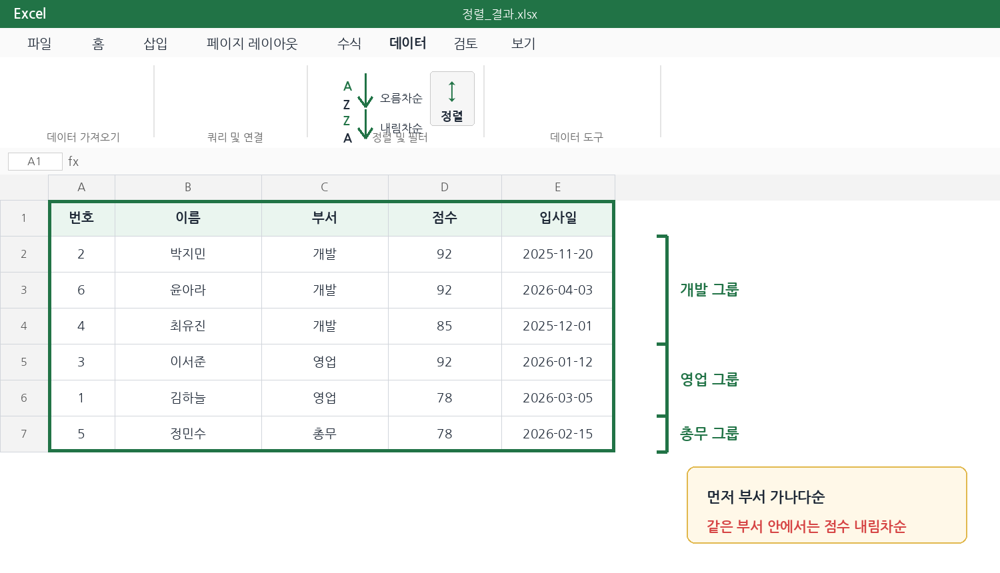 Excel 정렬_결과.xlsx
파일 홈 삽입 페이지 레이아웃 수식 데이터 검토 보기
A
Z
오름차순
Z
A
내림차순
정렬
데이터 가져오기 쿼리 및 연결 정렬 및 필터 데이터 도구
A1 fx
A B C D E
1 번호 이름 부서 점수 입사일
2 2 박지민 개발 92 2025-11-20
3 6 윤아라 개발 92 2026-04-03
4 4 최유진 개발 85 2025-12-01
5 3 이서준 영업 92 2026-01-12
6 1 김하늘 영업 78 2026-03-05
7 5 정민수 총무 78 2026-02-15
개발 그룹
영업 그룹
총무 그룹
먼저 부서 가나다순
같은 부서 안에서는 점수 내림차순